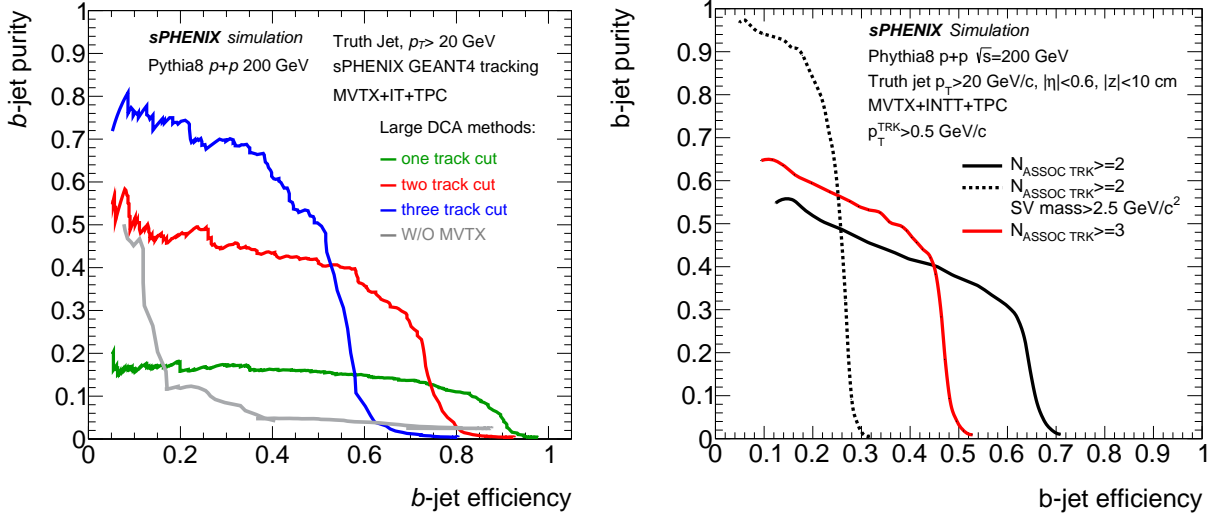 b-jet purity
1
0.9
0.8
0.7
0.6
0.5
0.4
0.3
0.2
0.1
0
sPHENIX simulation
Pythia8 p+p 200 GeV
Truth Jet, pT> 20 GeV
sPHENIX GEANT4 tracking
MVTX+IT+TPC
Large DCA methods:
one track cut
two track cut
three track cut
W/O MVTX
0 0.2 0.4 0.6 0.8 1
b-jet efficiency
b-jet purity
1
0.9
0.8
0.7
0.6
0.5
0.4
0.3
0.2
0.1
0
sPHENIX Simulation
Phythia8 p+p √s=200 GeV
Truth jet pT>20 GeV/c, |η|<0.6, |z|<10 cm
MVTX+INTT+TPC
pT^TRK>0.5 GeV/c
N_ASSOC TRK>=2
N_ASSOC TRK>=2
SV mass>2.5 GeV/c²
N_ASSOC TRK>=3
0 0.1 0.2 0.3 0.4 0.5 0.6 0.7 0.8 0.9 1
b-jet efficiency